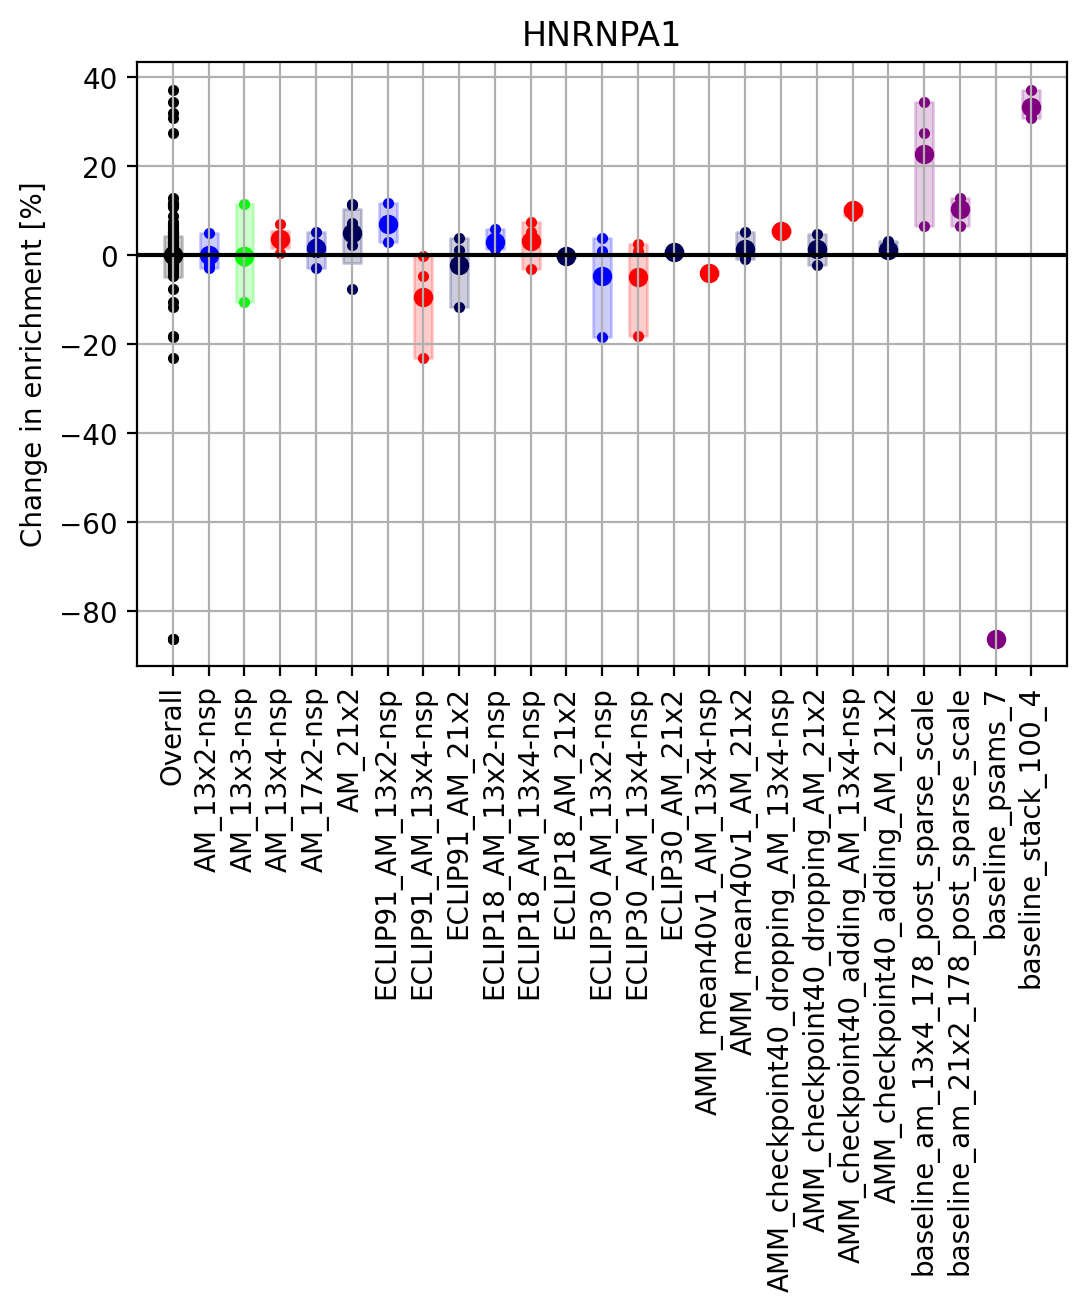 HNRNPA1
Change in enrichment [%]
40
20
0
−20
−40
−60
−80
Overall
AM_13x2-nsp
AM_13x3-nsp
AM_13x4-nsp
AM_17x2-nsp
AM_21x2
ECLIP91_AM_13x2-nsp
ECLIP91_AM_13x4-nsp
ECLIP91_AM_21x2
ECLIP18_AM_13x2-nsp
ECLIP18_AM_13x4-nsp
ECLIP18_AM_21x2
ECLIP30_AM_13x2-nsp
ECLIP30_AM_13x4-nsp
ECLIP30_AM_21x2
AMM_mean40v1_AM_13x4-nsp
AMM_mean40v1_AM_21x2
AMM_checkpoint40_dropping_AM_13x4-nsp
AMM_checkpoint40_dropping_AM_21x2
AMM_checkpoint40_adding_AM_13x4-nsp
AMM_checkpoint40_adding_AM_21x2
baseline_am_13x4_178_post_sparse_scale
baseline_am_21x2_178_post_sparse_scale
baseline_psams_7
baseline_stack_100_4